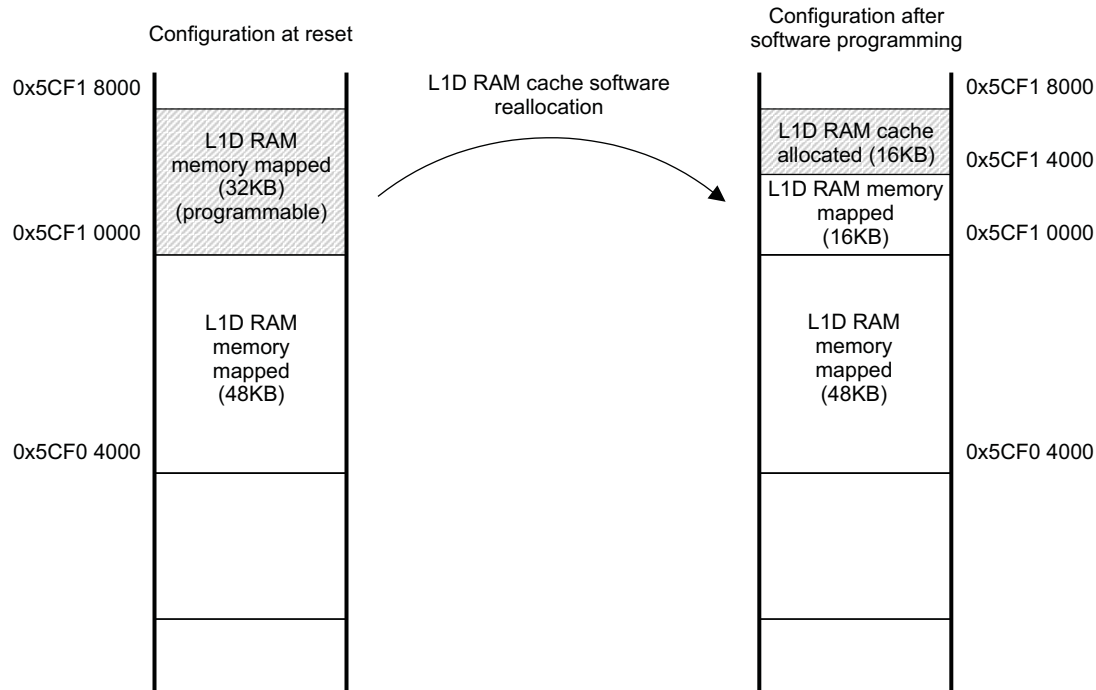 Configuration at reset
0x5CF1 8000
L1D RAM
memory mapped
(32KB)
(programmable)
0x5CF1 0000
L1D RAM
memory
mapped
(48KB)
0x5CF0 4000
L1D RAM cache software
reallocation
Configuration after
software programming
0x5CF1 8000
L1D RAM cache
allocated (16KB)
0x5CF1 4000
L1D RAM memory
mapped
(16KB)
0x5CF1 0000
L1D RAM
memory
mapped
(48KB)
0x5CF0 4000